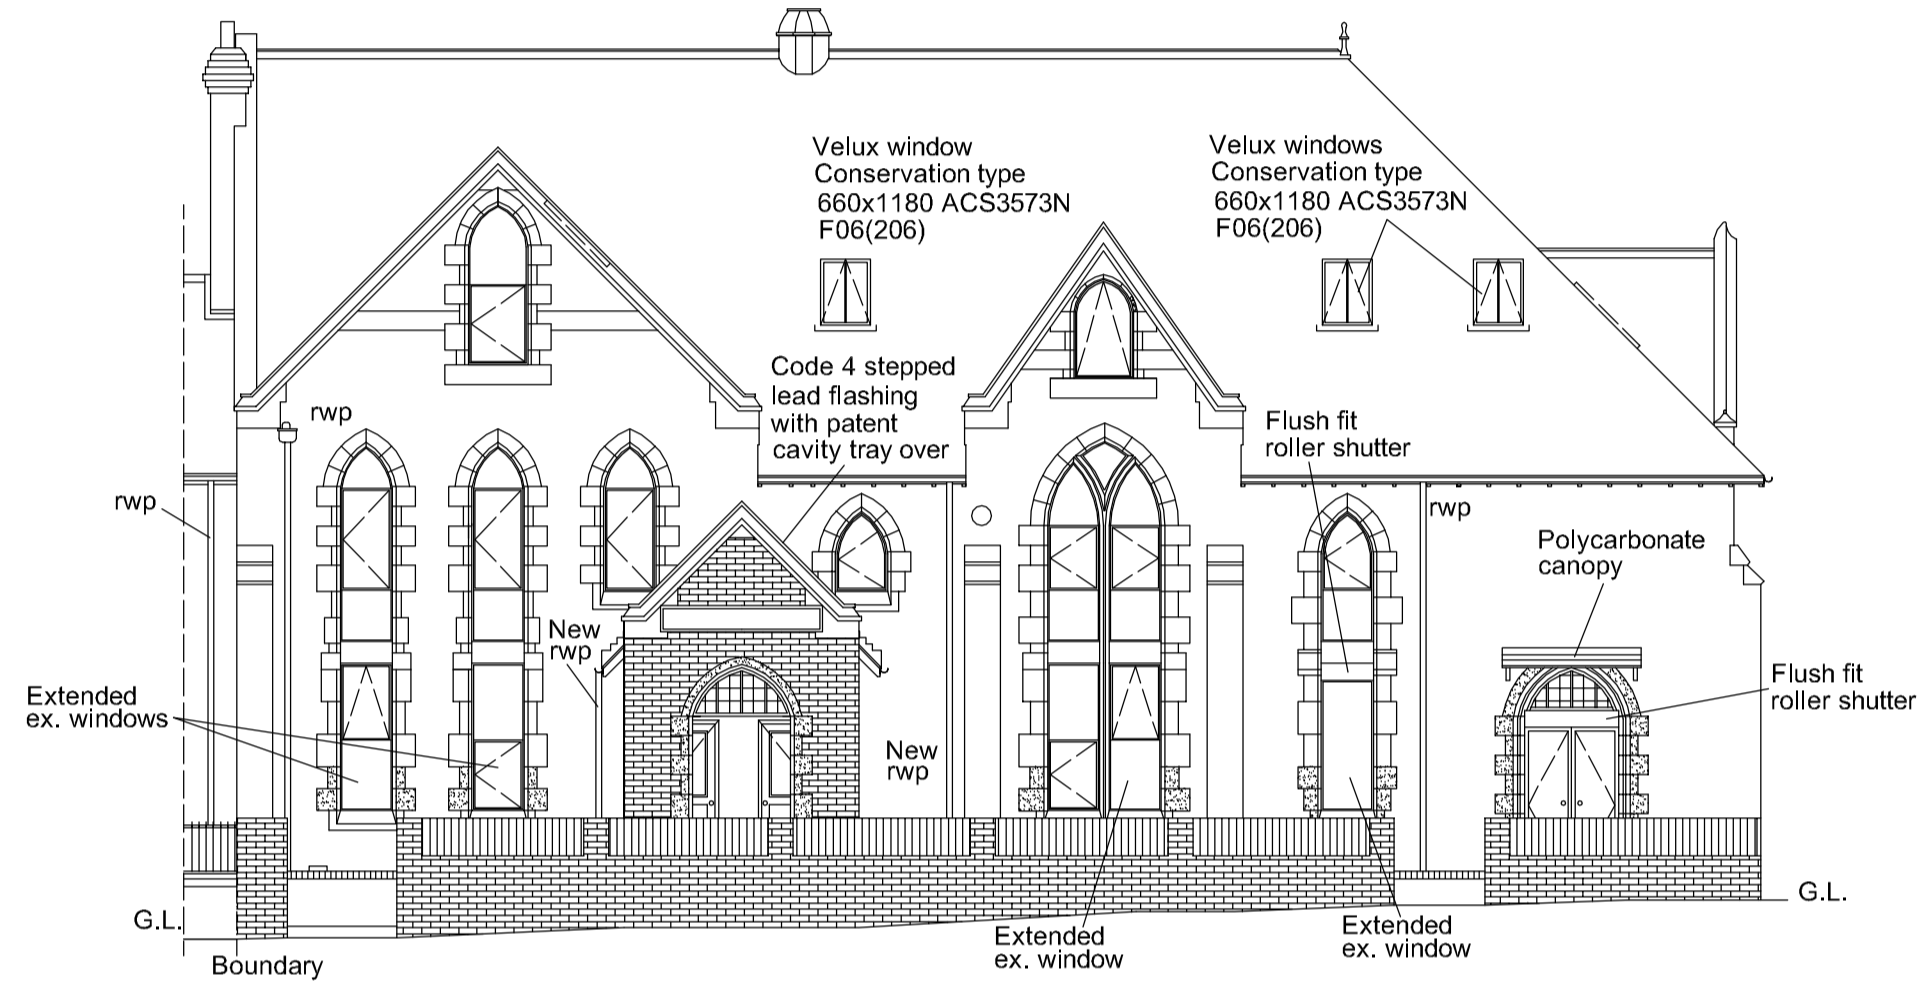 Velux window
Conservation type
660x1180 ACS3573N
F06(206)
Velux windows
Conservation type
660x1180 ACS3573N
F06(206)
Code 4 stepped
lead flashing
with patent
cavity tray over
rwp
Flush fit
roller shutter
rwp
rwp
Polycarbonate
canopy
New
rwp
Extended
ex. windows
Flush fit
roller shutter
New
rwp
G.L.
G.L.
Extended
ex. window
Extended
ex. window
Boundary